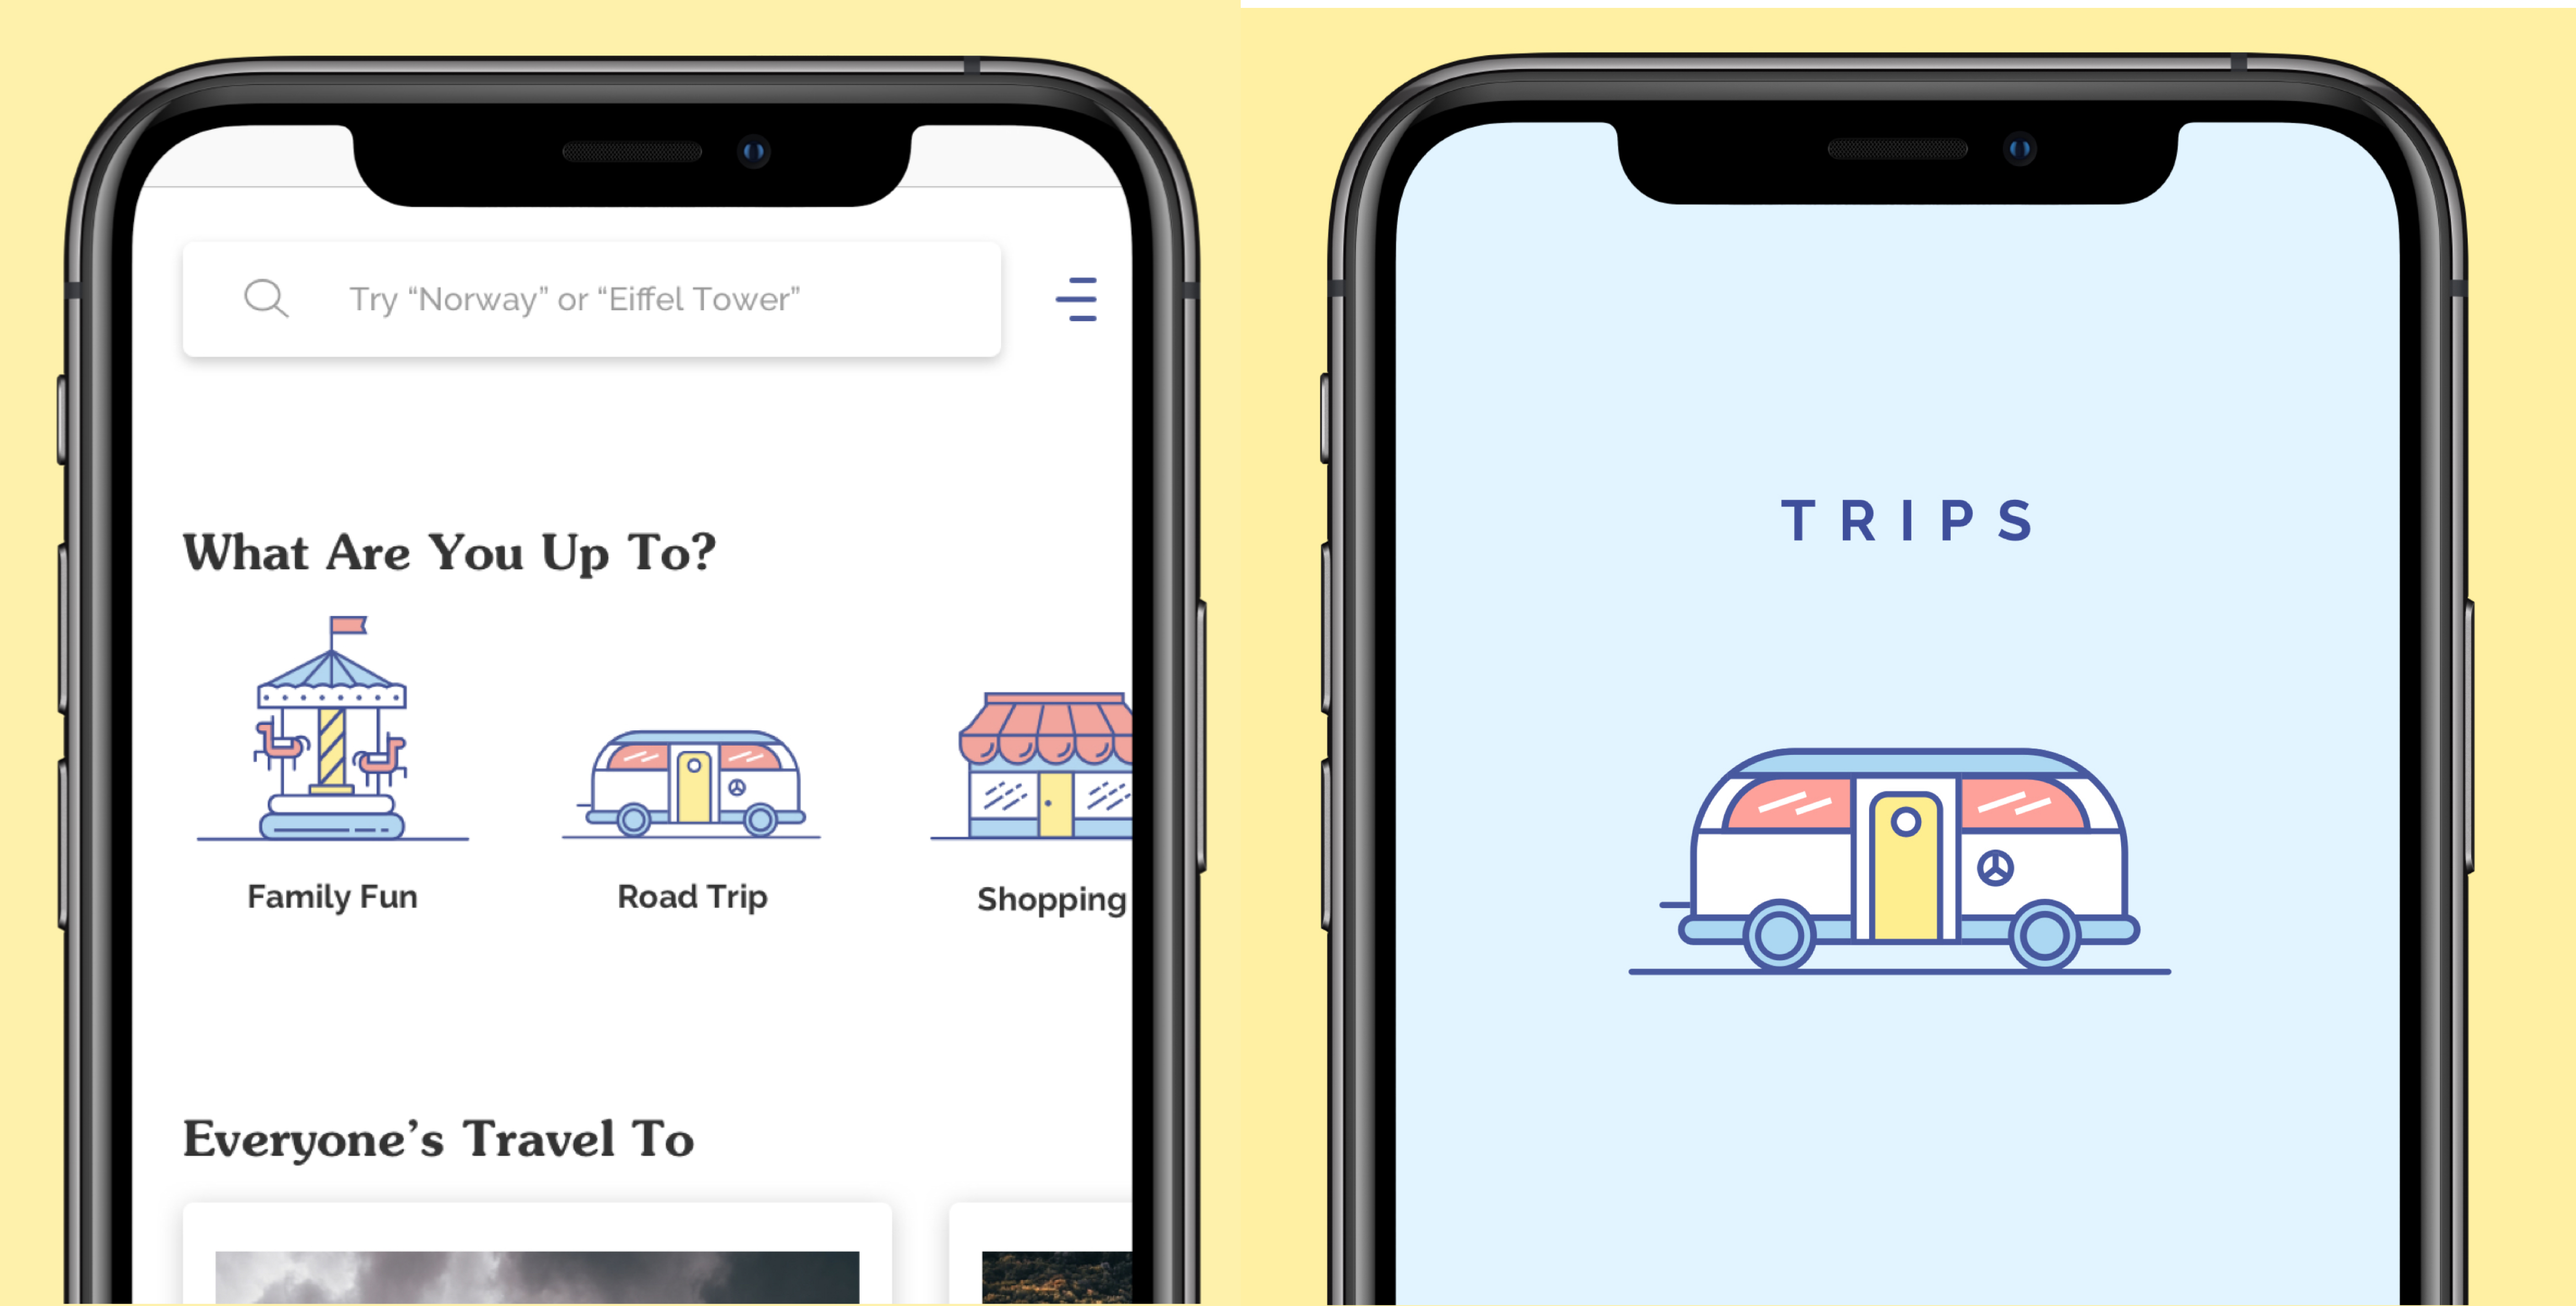 Try “Norway” or “Eiffel Tower”
What Are You Up To?
Family Fun
Road Trip
Shopping
Everyone’s Travel To
TRIPS